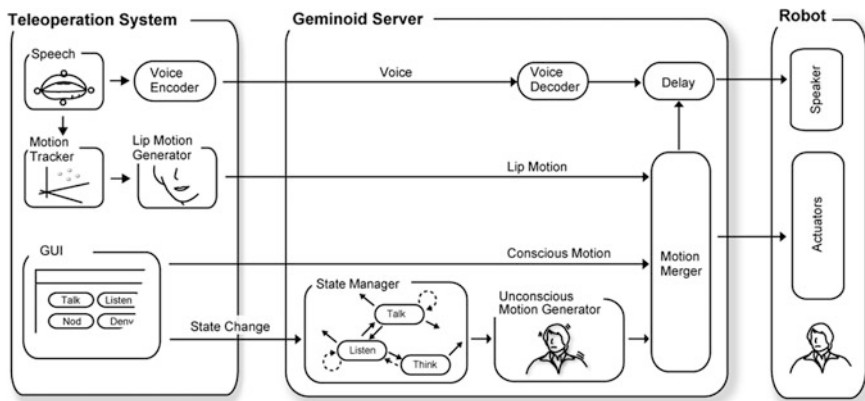 Teleoperation System
Geminoid Server
Robot
Speech
Voice
Encoder
Voice
Voice
Decoder
Delay
Speaker
Motion
Tracker
Lip Motion
Generator
Lip Motion
GUI
Talk
Listen
Nod
Deny
Conscious Motion
Motion
Merger
Actuators
State Change
State Manager
Talk
Listen
Think
Unconscious
Motion Generator